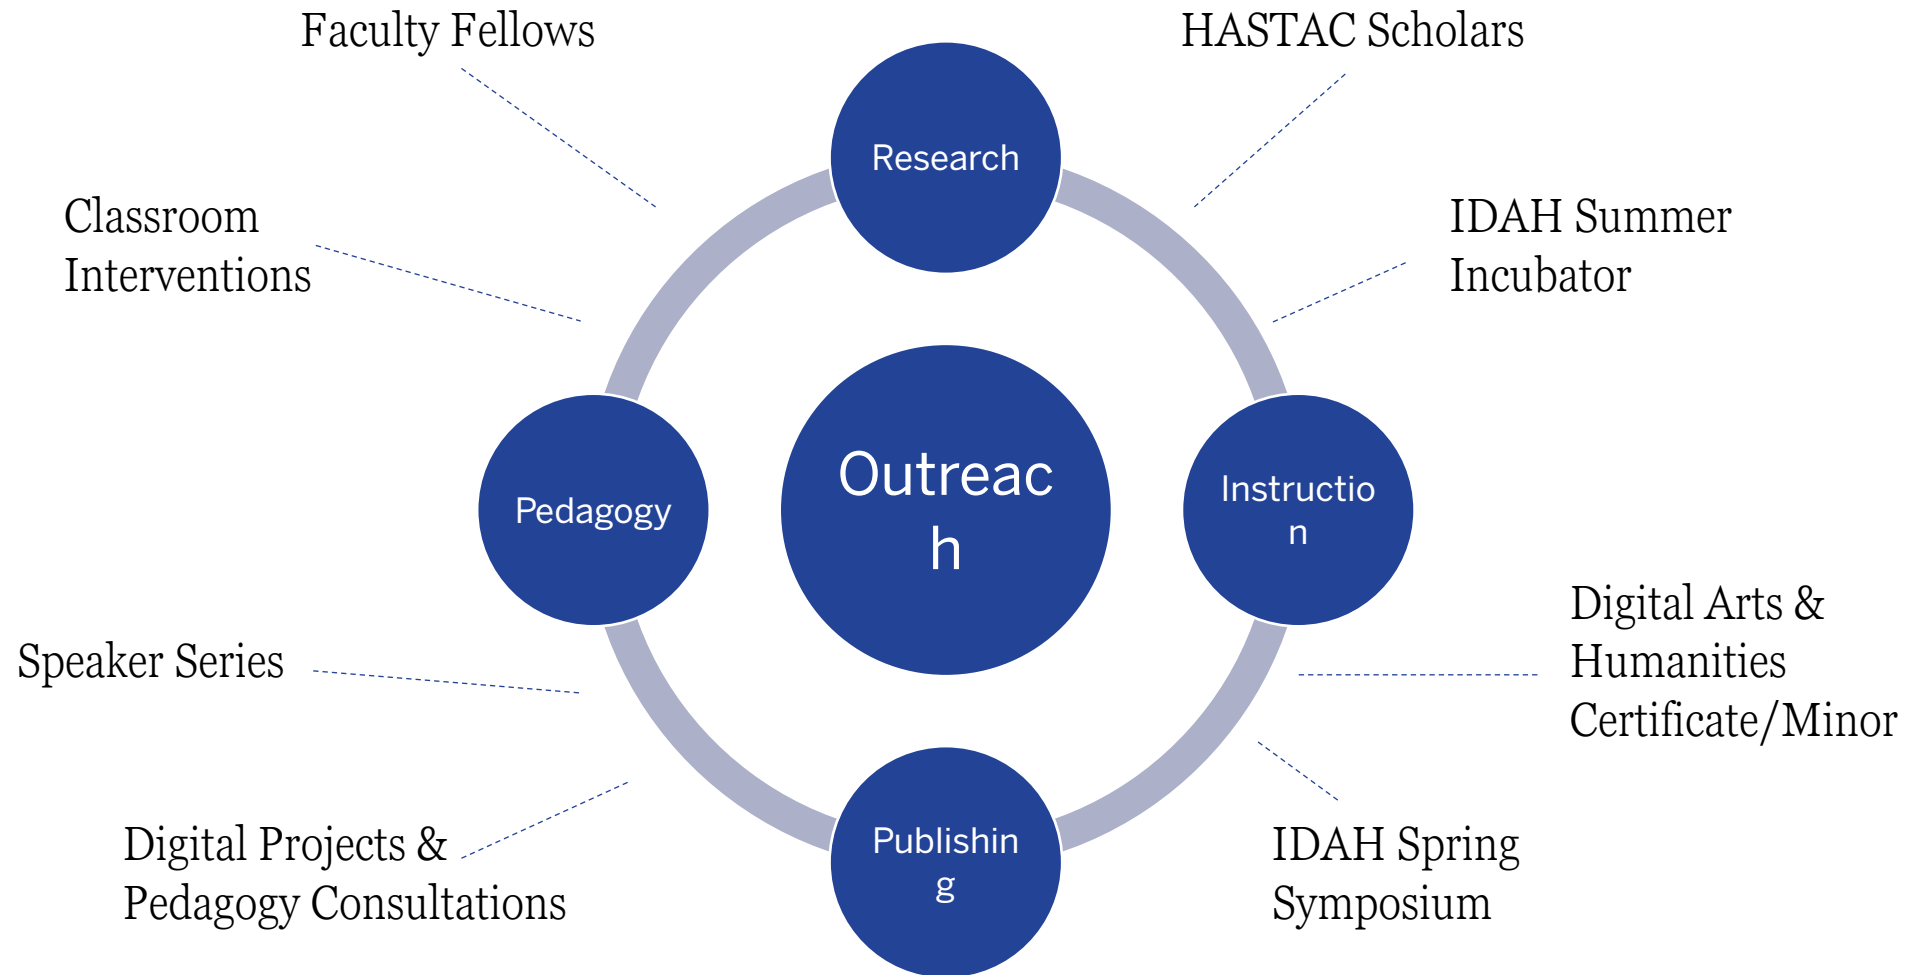 Faculty Fellows
HASTAC Scholars
Research
Classroom
Interventions
IDAH Summer
Incubator
Outreac
h
Pedagogy
Instructio
n
Speaker Series
Digital Arts &
Humanities
Certificate/Minor
Digital Projects &
Pedagogy Consultations
Publishin
g
IDAH Spring
Symposium